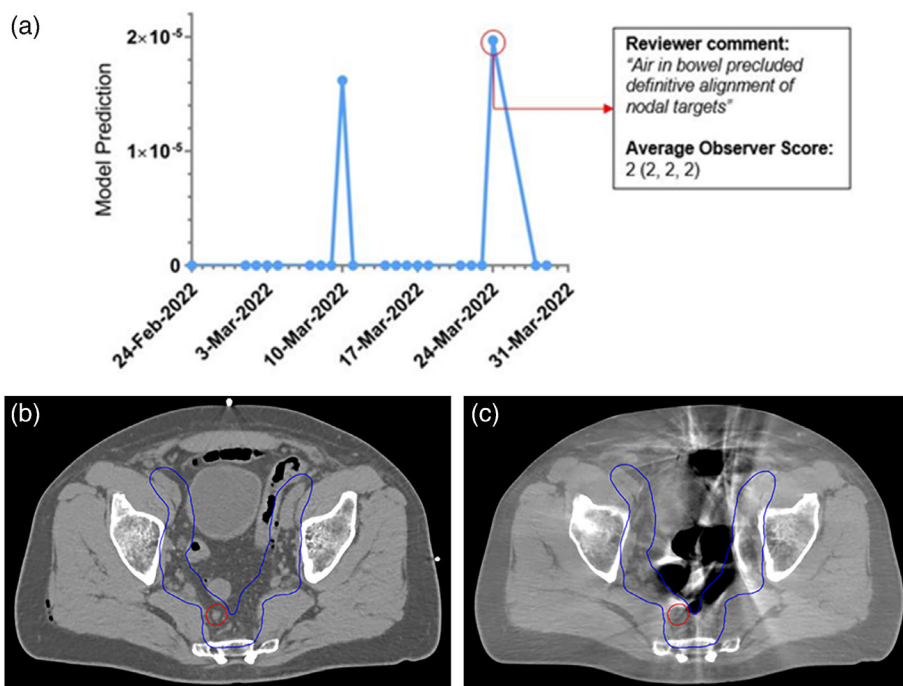 (a)
2×10⁻⁵
1×10⁻⁵
0
Model Prediction
24-Feb-2022
3-Mar-2022
10-Mar-2022
17-Mar-2022
24-Mar-2022
31-Mar-2022
Reviewer comment:
“Air in bowel precluded
definitive alignment of
nodal targets”
Average Observer Score:
2 (2, 2, 2)
(b)
(c)